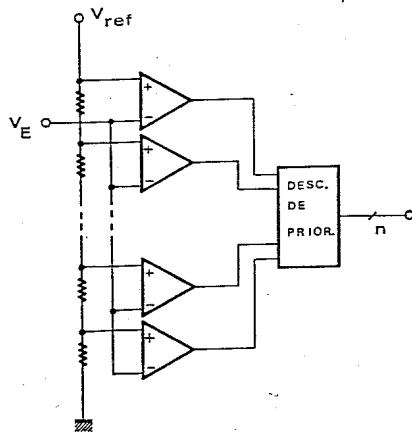 Vref
+
−
VE
+
−
DESC.
DE
PRIOR.
n
+
−
+
−